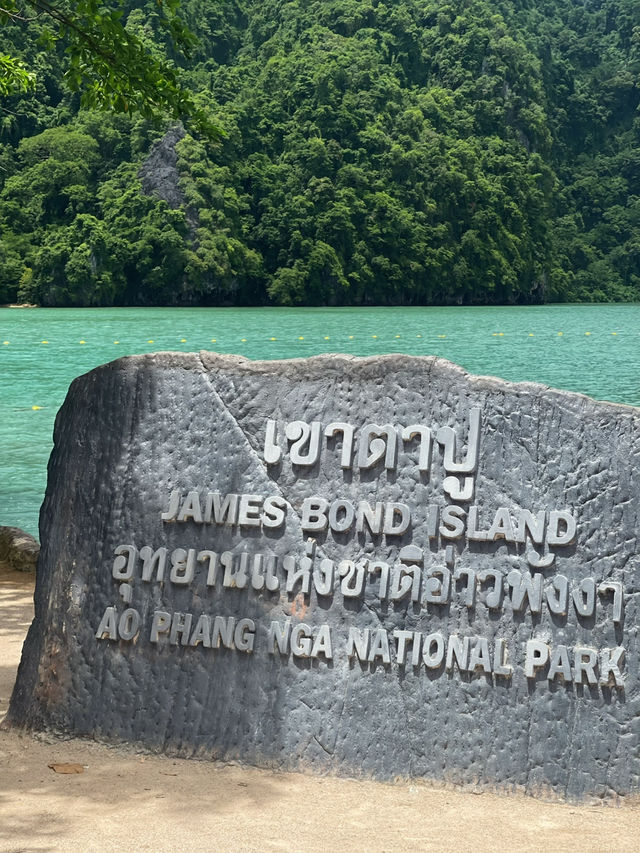 เขาตาปู
JAMES BOND ISLAND
อุทยานแห่งชาติอ่าวพังงา
AO PHANG NGA NATIONAL PARK